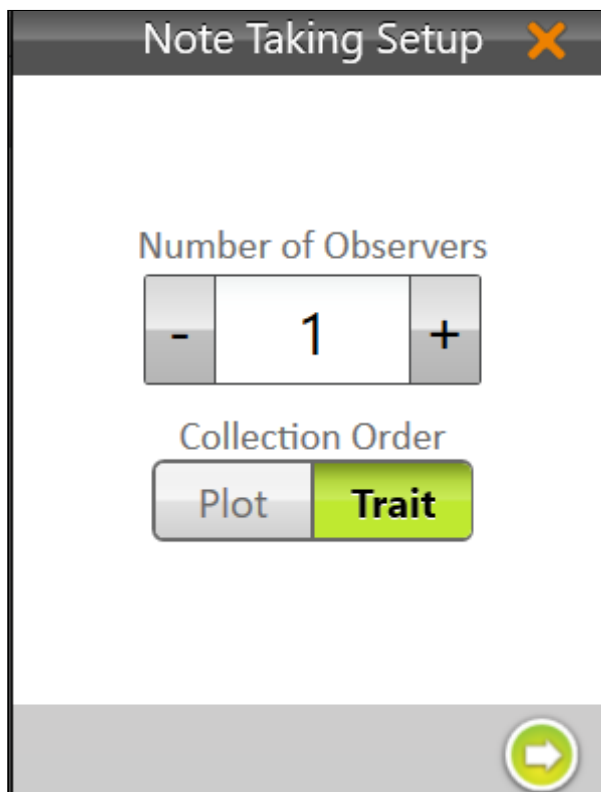 Note Taking Setup
Number of Observers
- 1 +
Collection Order
Plot Trait